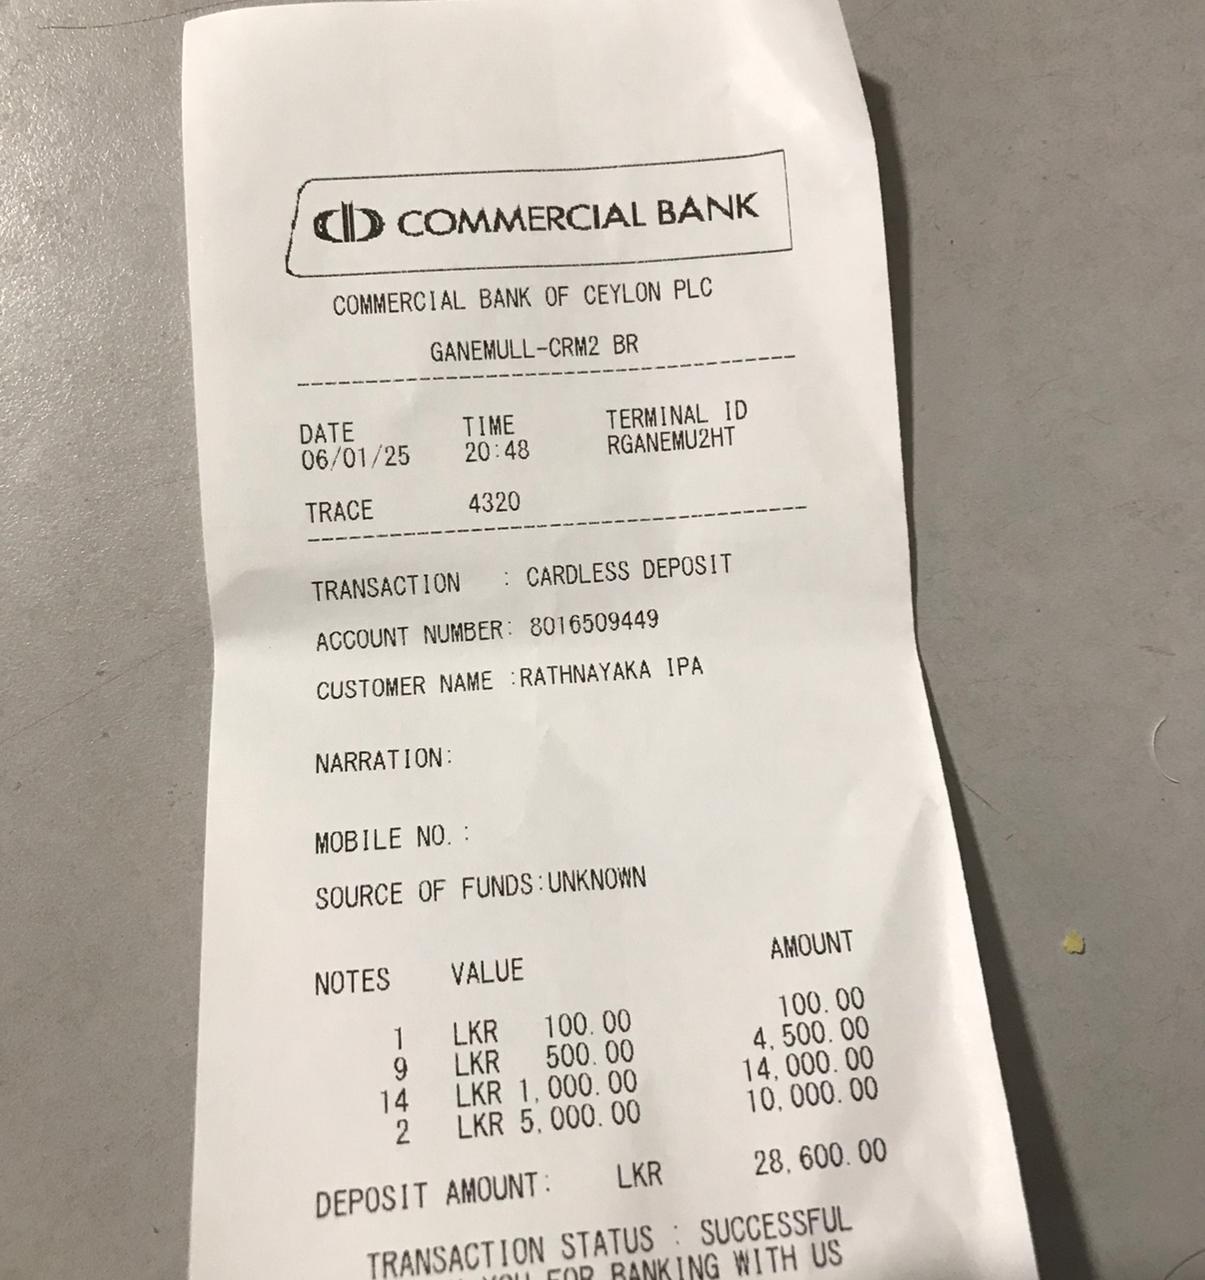 COMMERCIAL BANK
COMMERCIAL BANK OF CEYLON PLC
GANEMULL-CRM2 BR
DATE TIME TERMINAL ID
06/01/25 20:48 RGANEMU2HT
TRACE 4320
TRANSACTION : CARDLESS DEPOSIT
ACCOUNT NUMBER: 8016509449
CUSTOMER NAME :RATHNAYAKA IPA
NARRATION:
MOBILE NO. :
SOURCE OF FUNDS:UNKNOWN
NOTES VALUE AMOUNT
1 LKR 100.00 100.00
9 LKR 500.00 4,500.00
14 LKR 1,000.00 14,000.00
2 LKR 5,000.00 10,000.00
DEPOSIT AMOUNT: LKR 28,600.00
TRANSACTION STATUS : SUCCESSFUL
YOU FOR BANKING WITH US